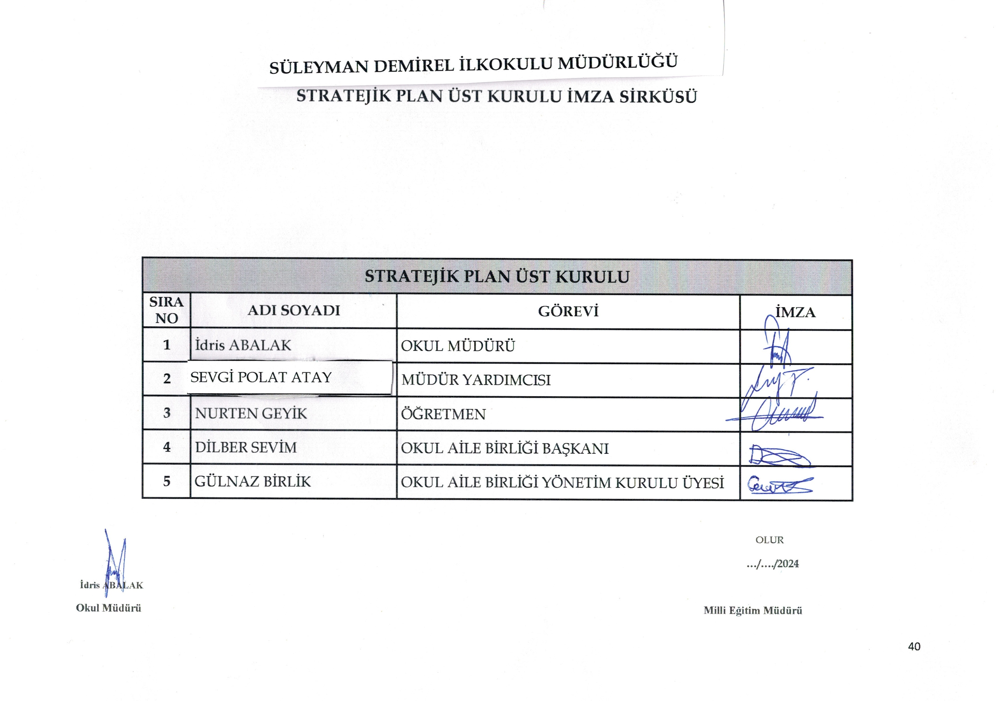 SÜLEYMAN DEMİREL İLKOKULU MÜDÜRLÜĞÜ
STRATEJİK PLAN ÜST KURULU İMZA SİRKÜSÜ
STRATEJİK PLAN ÜST KURULU
SIRA NO ADI SOYADI GÖREVİ İMZA
1 İdris ABALAK OKUL MÜDÜRÜ
2 SEVGİ POLAT ATAY MÜDÜR YARDIMCISI
3 NURTEN GEYİK ÖĞRETMEN
4 DİLBER SEVİM OKUL AİLE BİRLİĞİ BAŞKANI
5 GÜLNAZ BİRLİK OKUL AİLE BİRLİĞİ YÖNETİM KURULU ÜYESİ
OLUR
.../..../2024
İdris ABALAK
Okul Müdürü
Milli Eğitim Müdürü
40